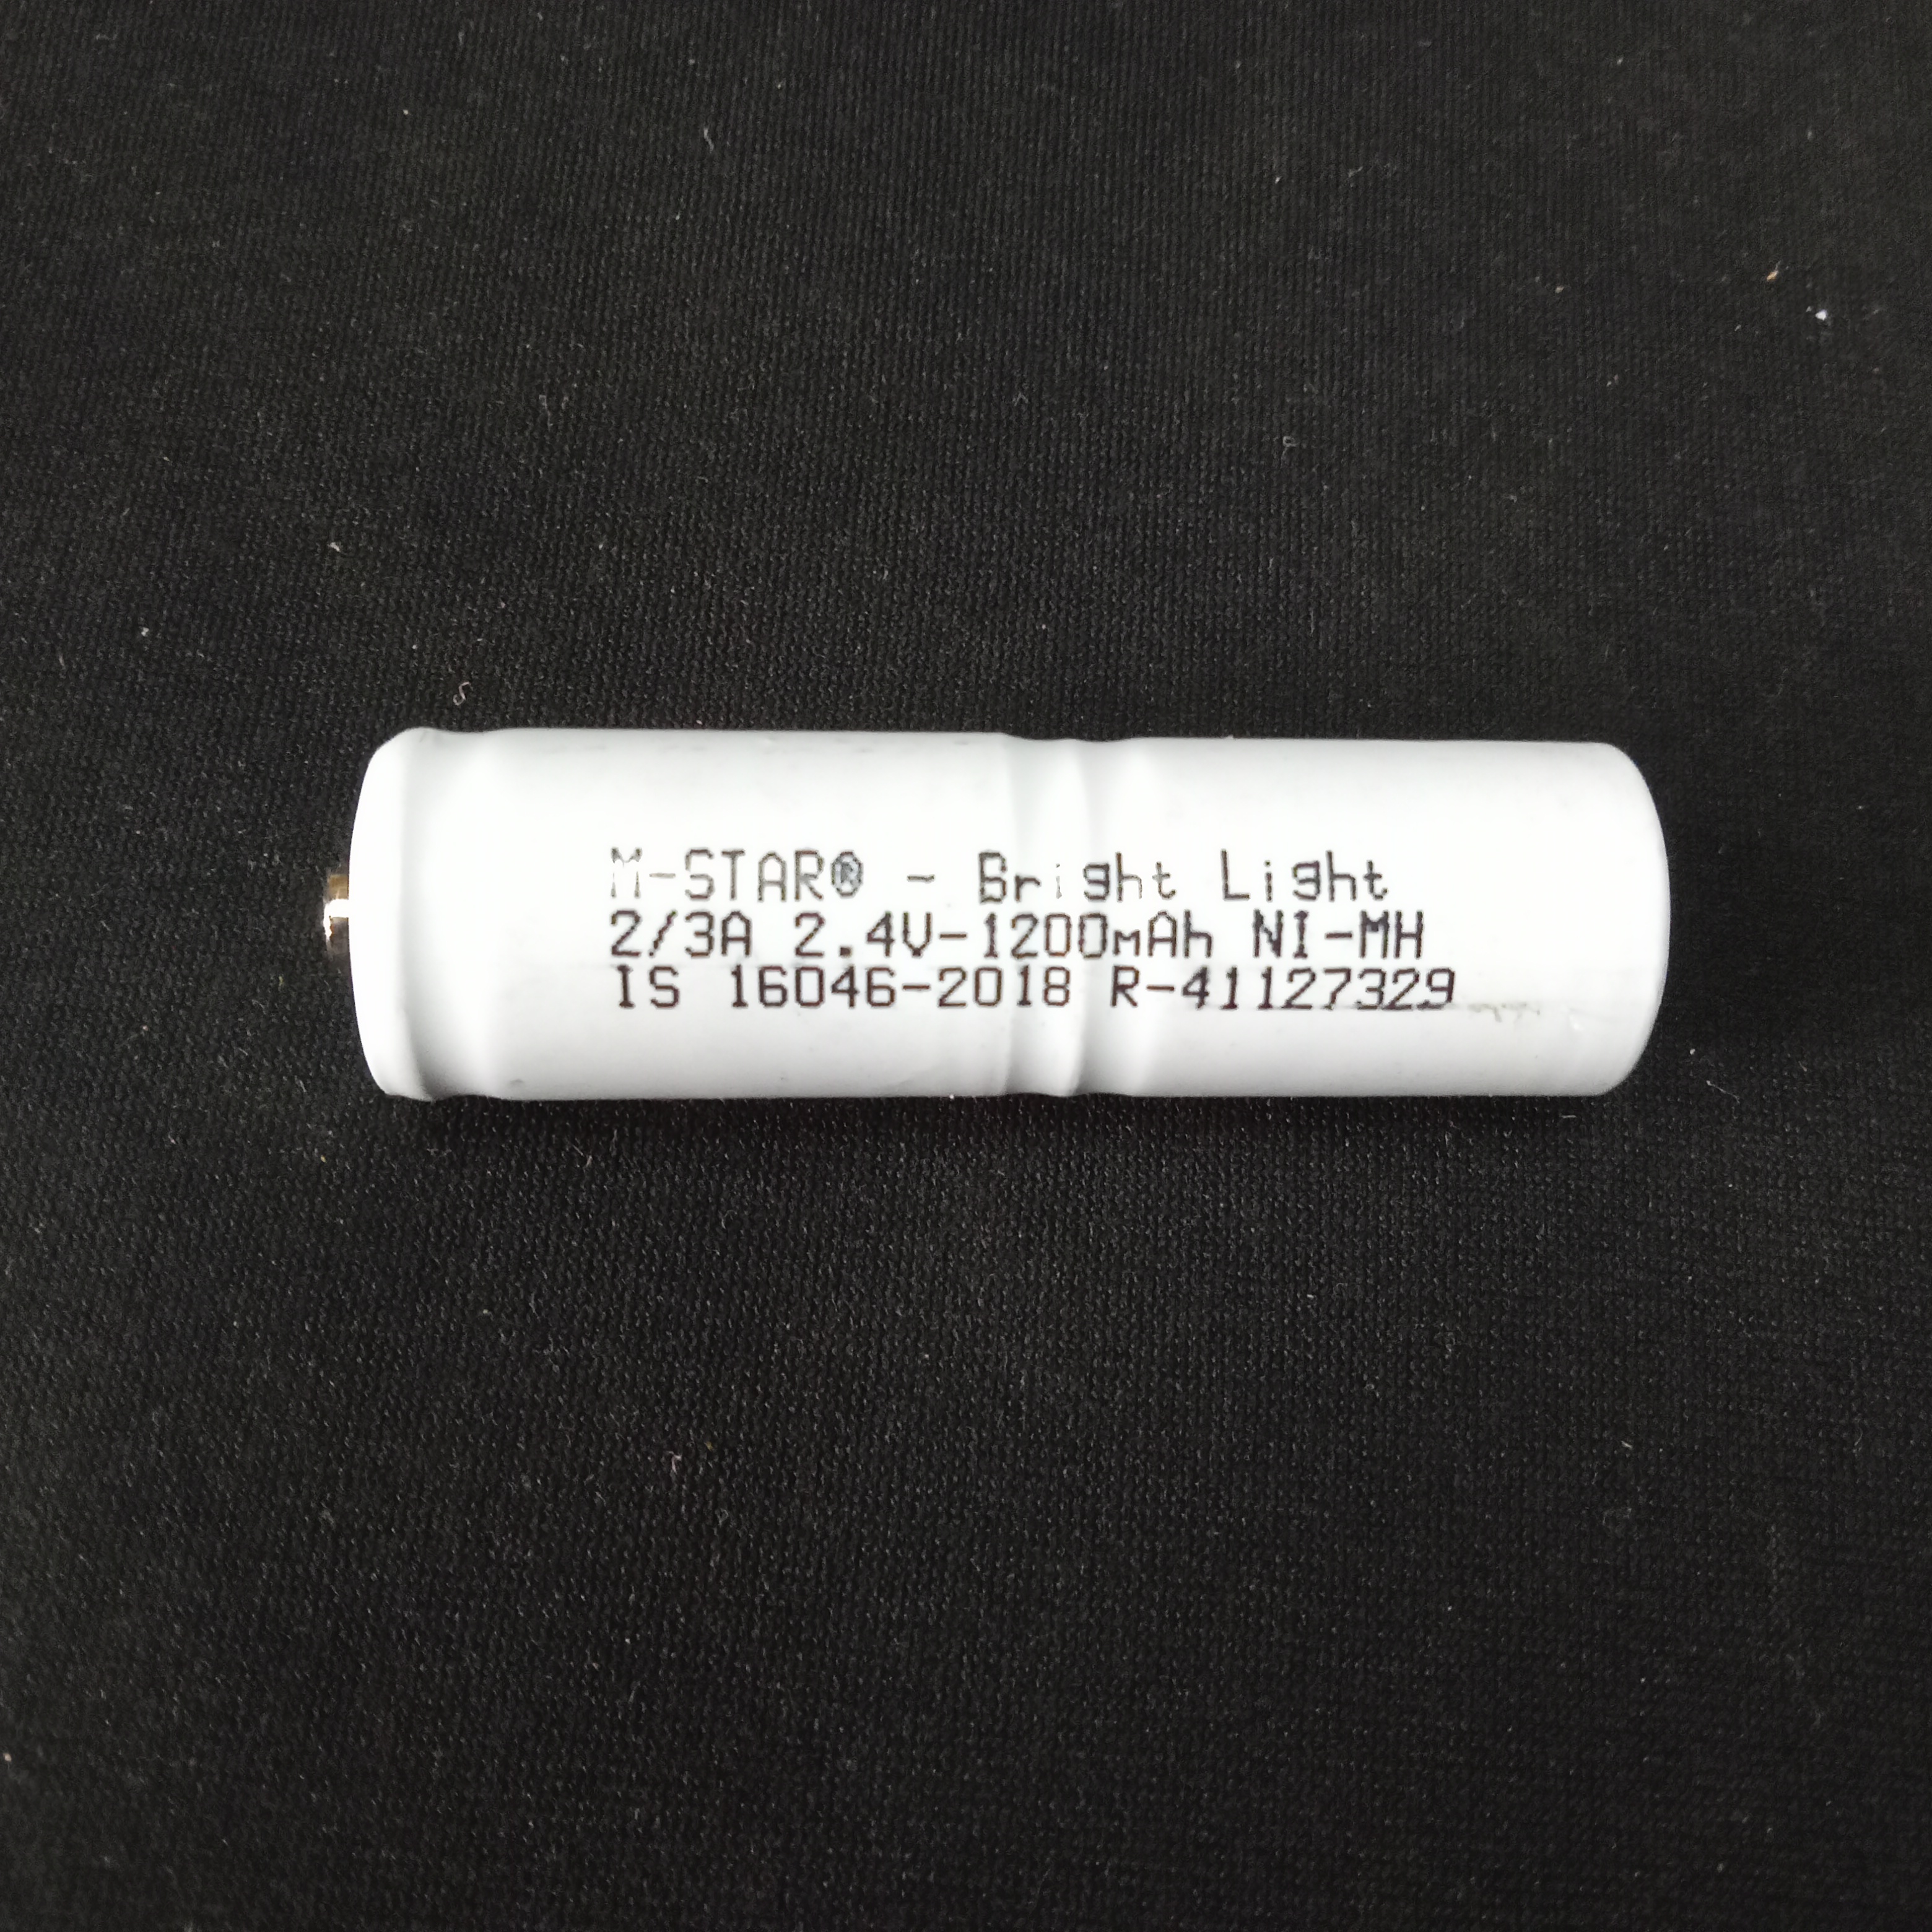 M-STAR® - Bright Light
2/3A 2.4V-1200mAh NI-MH
IS 16046-2018 R-41127329